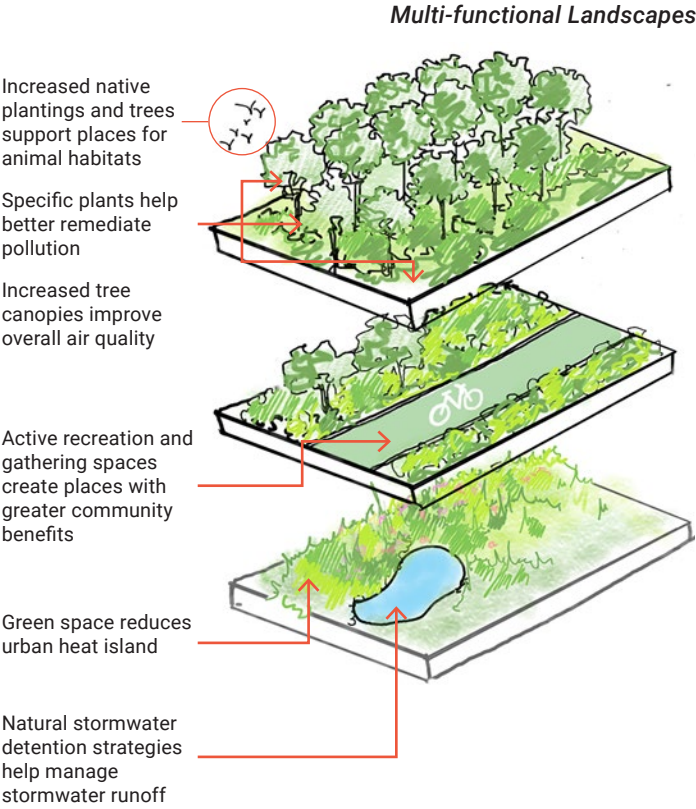 Multi-functional Landscapes
Increased native
plantings and trees
support places for
animal habitats
Specific plants help
better remediate
pollution
Increased tree
canopies improve
overall air quality
Active recreation and
gathering spaces
create places with
greater community
benefits
Green space reduces
urban heat island
Natural stormwater
detention strategies
help manage
stormwater runoff